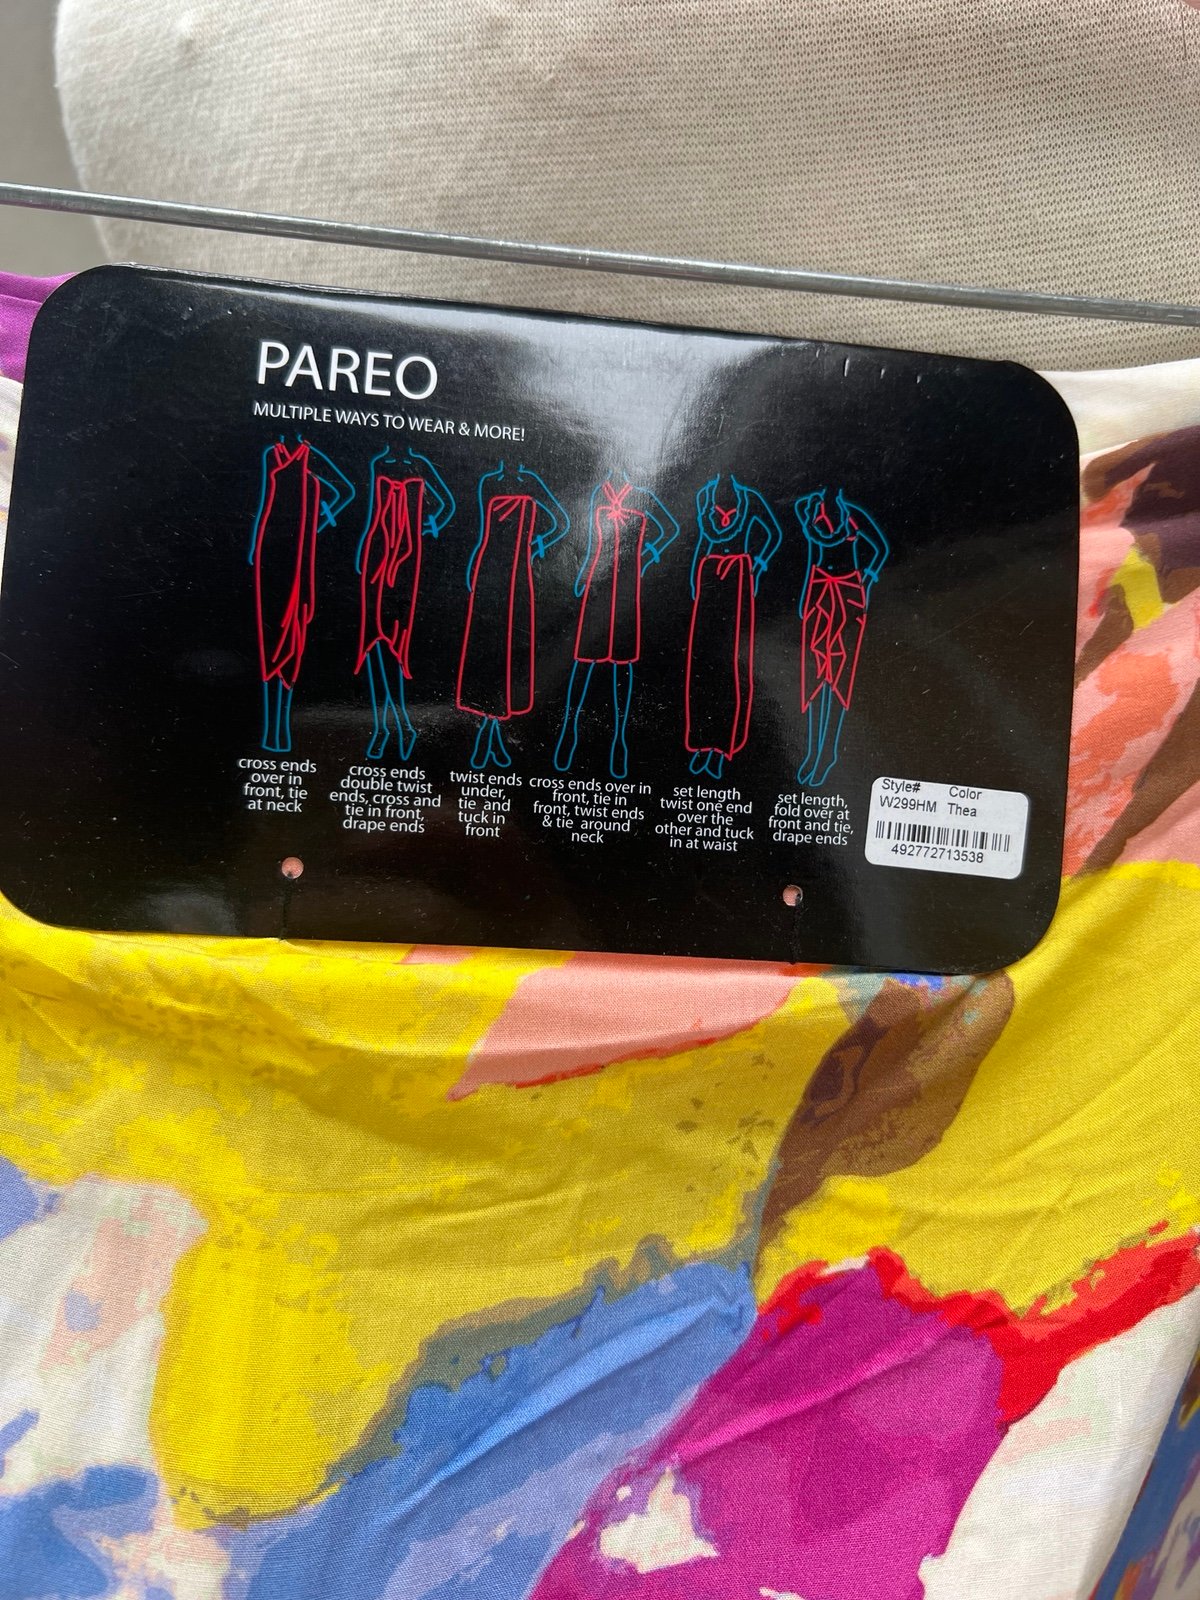 PAREO
MULTIPLE WAYS TO WEAR & MORE!
cross ends
over in
front, tie
at neck
cross ends
double twist
ends, cross and
tie in front,
drape ends
twist ends
under,
tie and
tuck in
front
cross ends over in
front, tie in
front, twist ends
& tie around
neck
set length
twist one end
over the
other and tuck
in at waist
set length,
fold over at
front and tie,
drape ends
Style# Color
W299HM Thea
492772713538